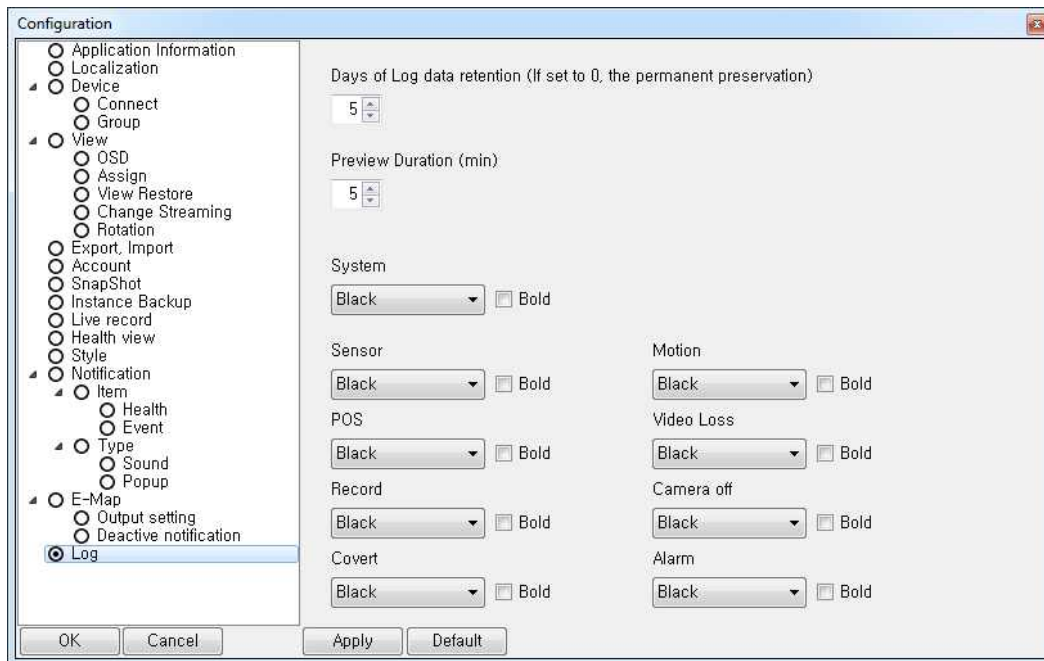 Configuration
Application Information
Localization
Device
Connect
Group
View
OSD
Assign
View Restore
Change Streaming
Rotation
Export, Import
Account
SnapShot
Instance Backup
Live record
Health view
Style
Notification
Item
Health
Event
Type
Sound
Popup
E-Map
Output setting
Deactive notification
Log
Days of Log data retention (If set to 0, the permanent preservation)
5
Preview Duration (min)
5
System
Black Bold
Sensor Motion
Black Bold Black Bold
POS Video Loss
Black Bold Black Bold
Record Camera off
Black Bold Black Bold
Covert Alarm
Black Bold Black Bold
OK Cancel Apply Default